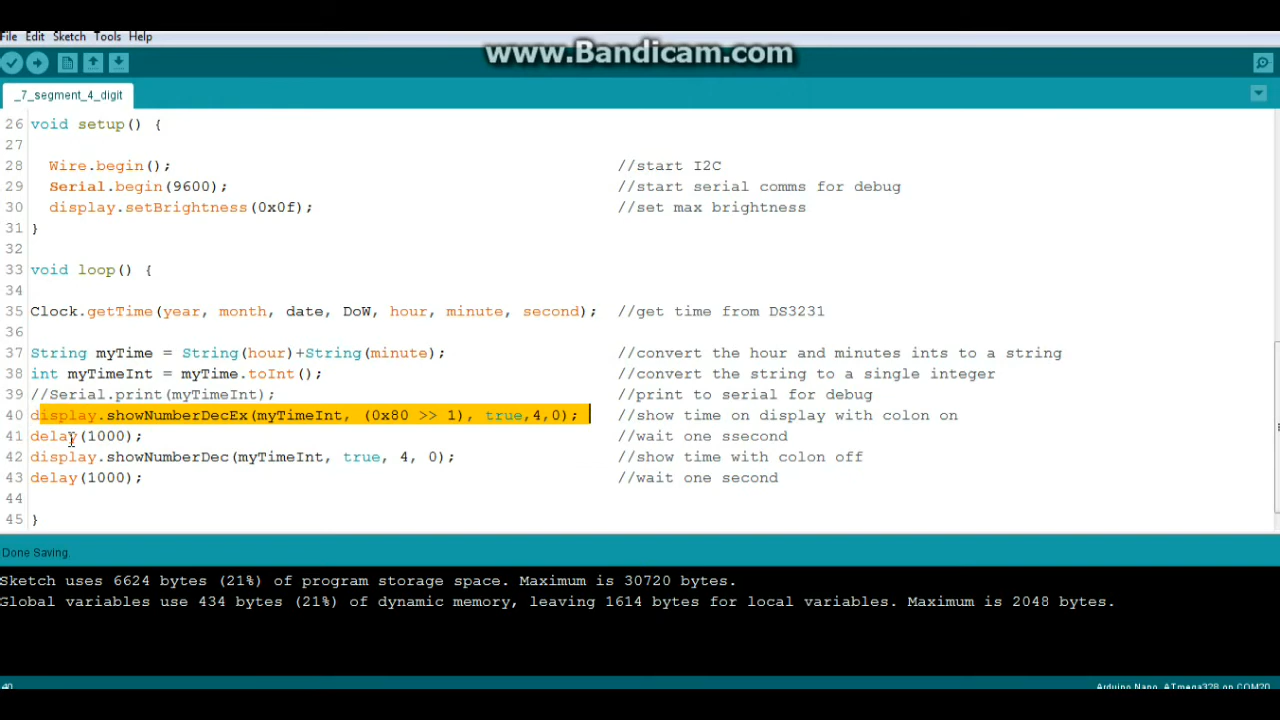 www.Bandicam.com
File Edit Sketch Tools Help
_7_segment_4_digit
26 void setup() {
27
28 Wire.begin(); //start I2C
29 Serial.begin(9600); //start serial comms for debug
30 display.setBrightness(0x0f); //set max brightness
31 }
32
33 void loop() {
34
35 Clock.getTime(year, month, date, DoW, hour, minute, second); //get time from DS3231
36
37 String myTime = String(hour)+String(minute); //convert the hour and minutes ints to a string
38 int myTimeInt = myTime.toInt(); //convert the string to a single integer
39 //Serial.print(myTimeInt); //print to serial for debug
40 display.showNumberDecEx(myTimeInt, (0x80 >> 1), true,4,0); //show time on display with colon on
41 delay(1000); //wait one ssecond
42 display.showNumberDec(myTimeInt, true, 4, 0); //show time with colon off
43 delay(1000); //wait one second
44
45 }
Done Saving.
Sketch uses 6624 bytes (21%) of program storage space. Maximum is 30720 bytes.
Global variables use 434 bytes (21%) of dynamic memory, leaving 1614 bytes for local variables. Maximum is 2048 bytes.
40 Arduino Nano, ATmega328 on COM20